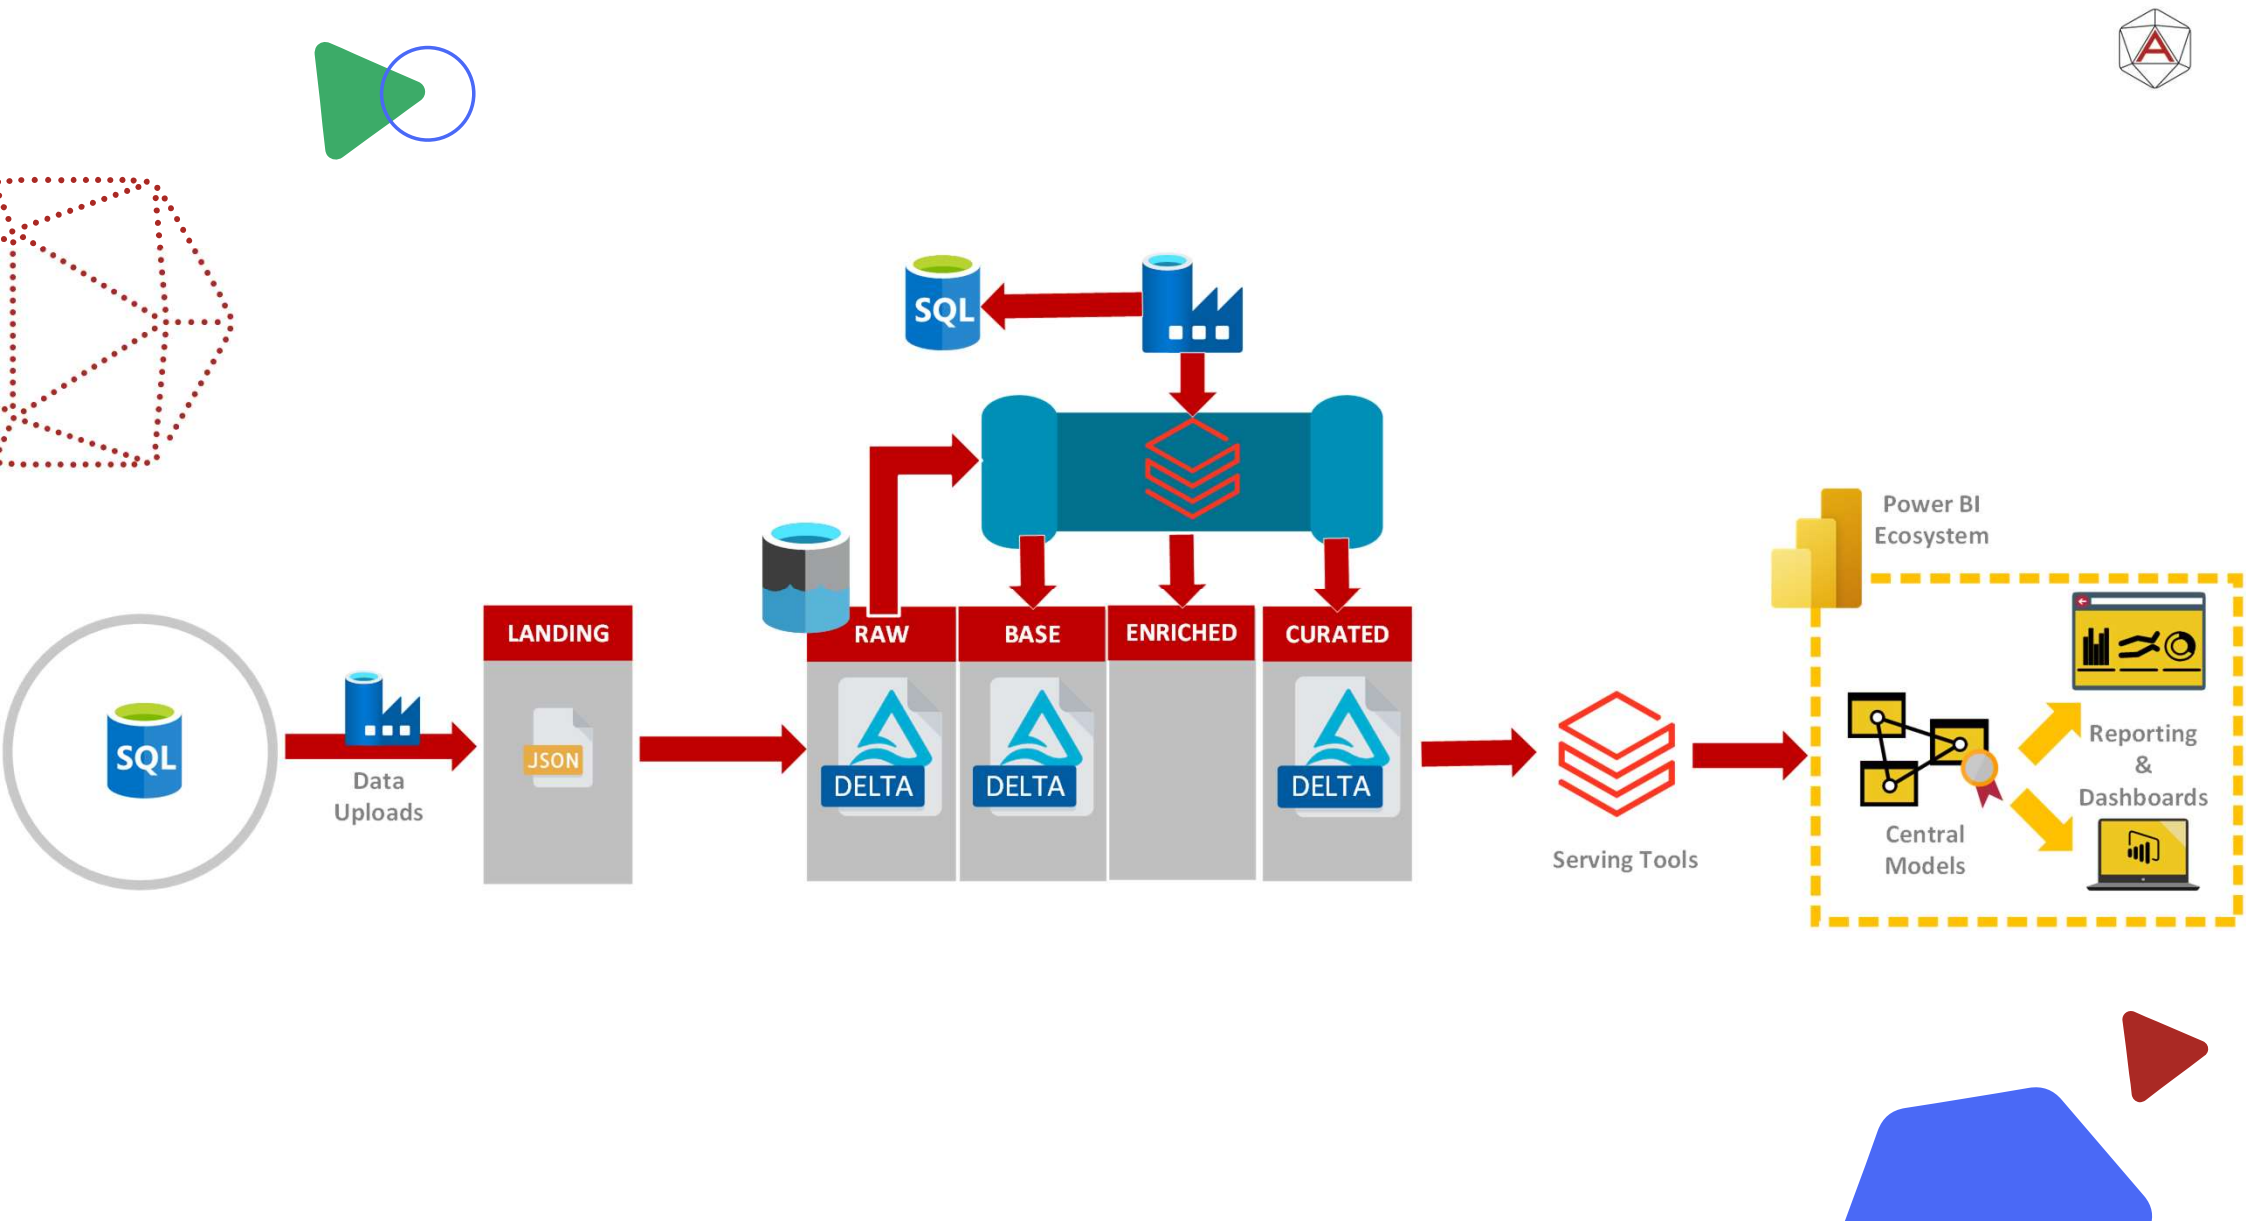 A
SQL
Power BI
Ecosystem
LANDING
RAW
BASE
ENRICHED
CURATED
SQL
Data
Uploads
JSON
DELTA
DELTA
DELTA
Serving Tools
Central
Models
Reporting
&
Dashboards